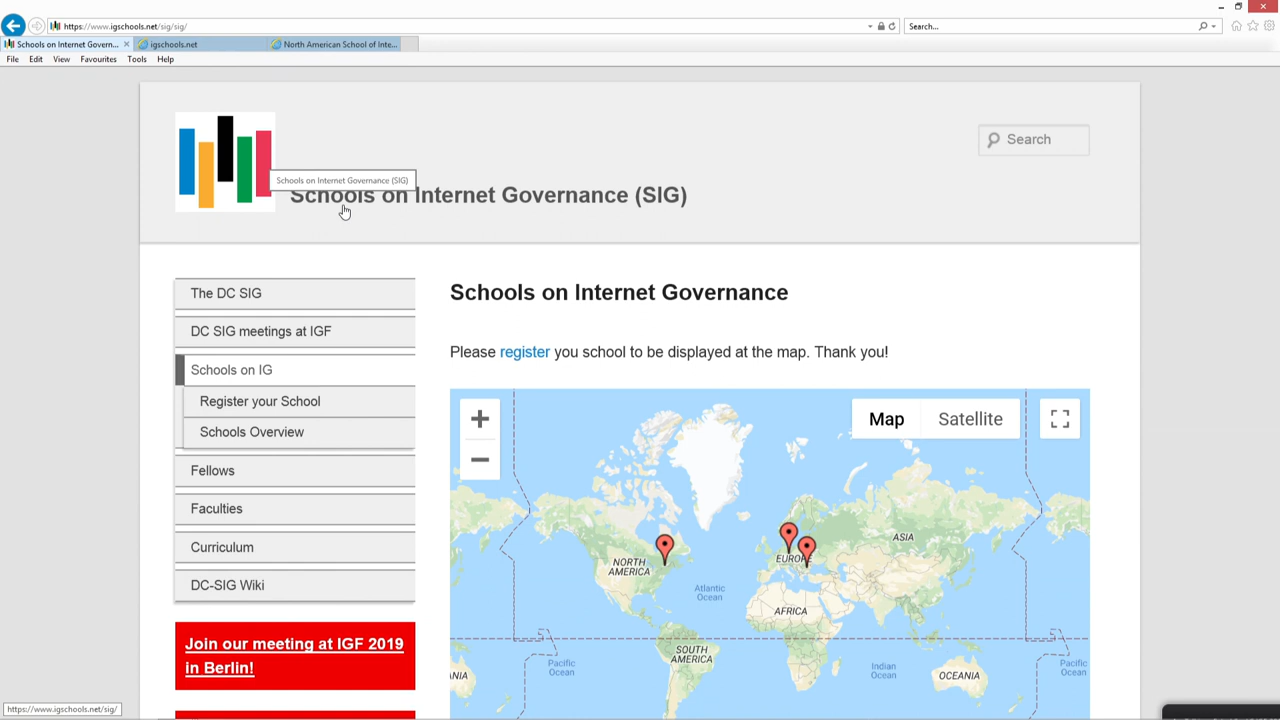 https://www.igschools.net/sig/sig/
Search...
Schools on Internet Govern...
igschools.net
North American School of Inte...
File Edit View Favourites Tools Help
Search
Schools on Internet Governance (SIG)
Schools on Internet Governance (SIG)
The DC SIG
DC SIG meetings at IGF
Schools on IG
Register your School
Schools Overview
Fellows
Faculties
Curriculum
DC-SIG Wiki
Join our meeting at IGF 2019
in Berlin!
Schools on Internet Governance
Please register you school to be displayed at the map. Thank you!
Map Satellite
ASIA
EUROPE
NORTH
AMERICA
Atlantic
Ocean
AFRICA
SOUTH
AMERICA
Pacific
Ocean
Indian
Ocean
Pacific
Ocean
NIA
OCEANIA
https://www.igschools.net/sig/